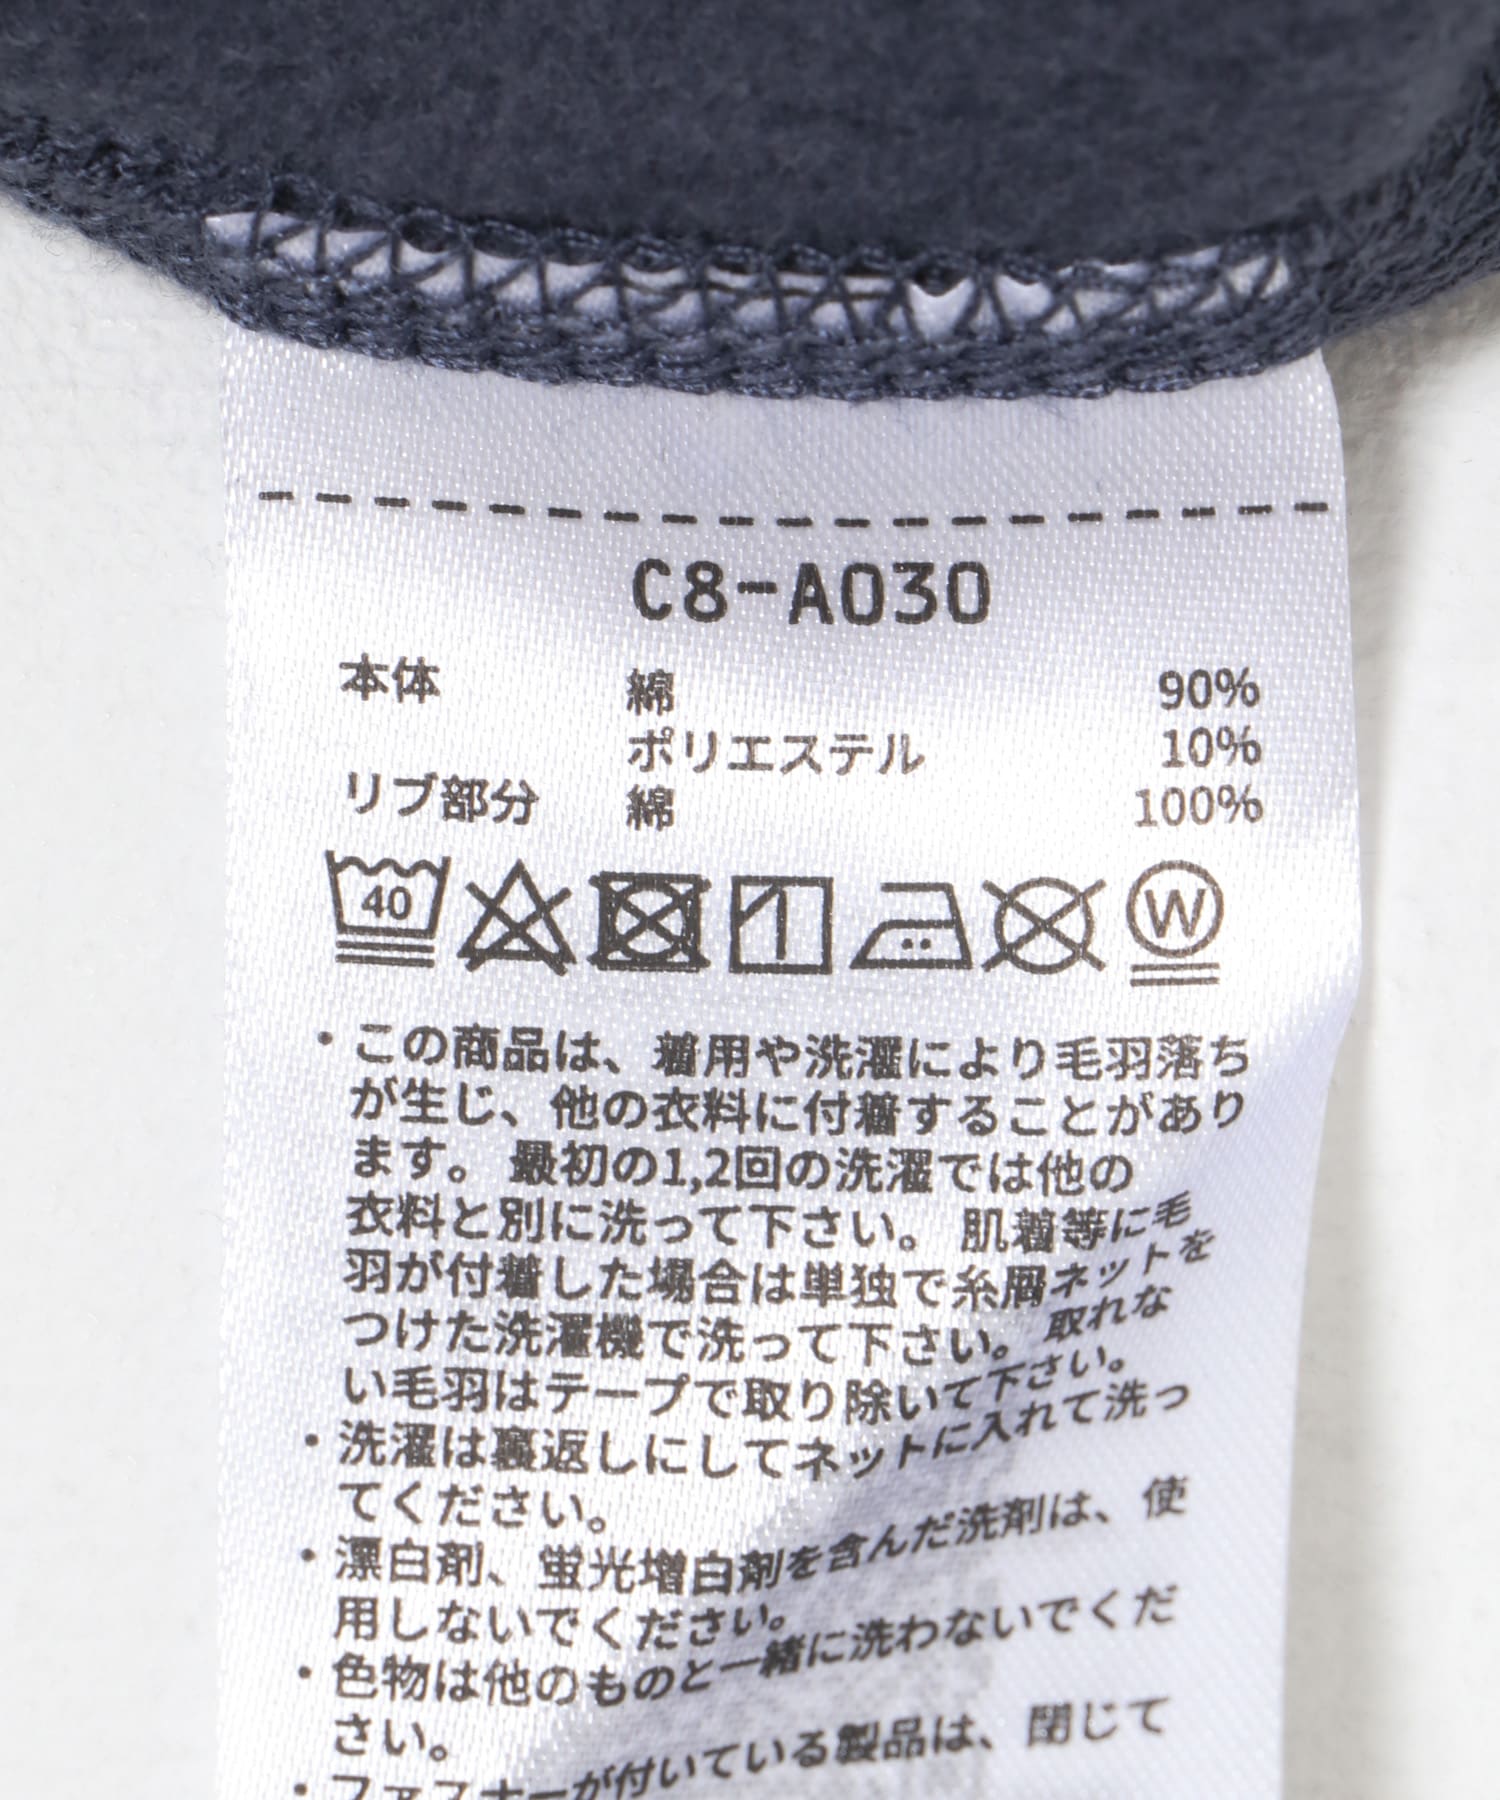 C8-A030
本体 綿 90%
ポリエステル 10%
リブ部分 綿 100%
40
W
・この商品は、着用や洗濯により毛羽落ち
が生じ、他の衣料に付着することがあり
ます。最初の1,2回の洗濯では他の
衣料と別に洗って下さい。肌着等に毛
羽が付着した場合は単独で糸屑ネットを
つけた洗濯機で洗って下さい。取れな
い毛羽はテープで取り除いて下さい。
・洗濯は裏返しにしてネットに入れて洗っ
てください。
・漂白剤、蛍光増白剤を含んだ洗剤は、使
用しないでください。
・色物は他のものと一緒に洗わないでくだ
さい。
・ファスナーが付いている製品は、閉じて